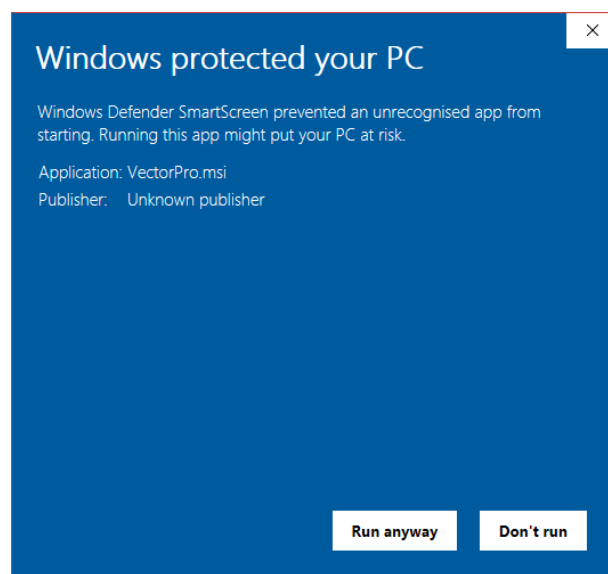 Windows protected your PC
Windows Defender SmartScreen prevented an unrecognised app from
starting. Running this app might put your PC at risk.
Application: VectorPro.msi
Publisher: Unknown publisher
Run anyway Don't run